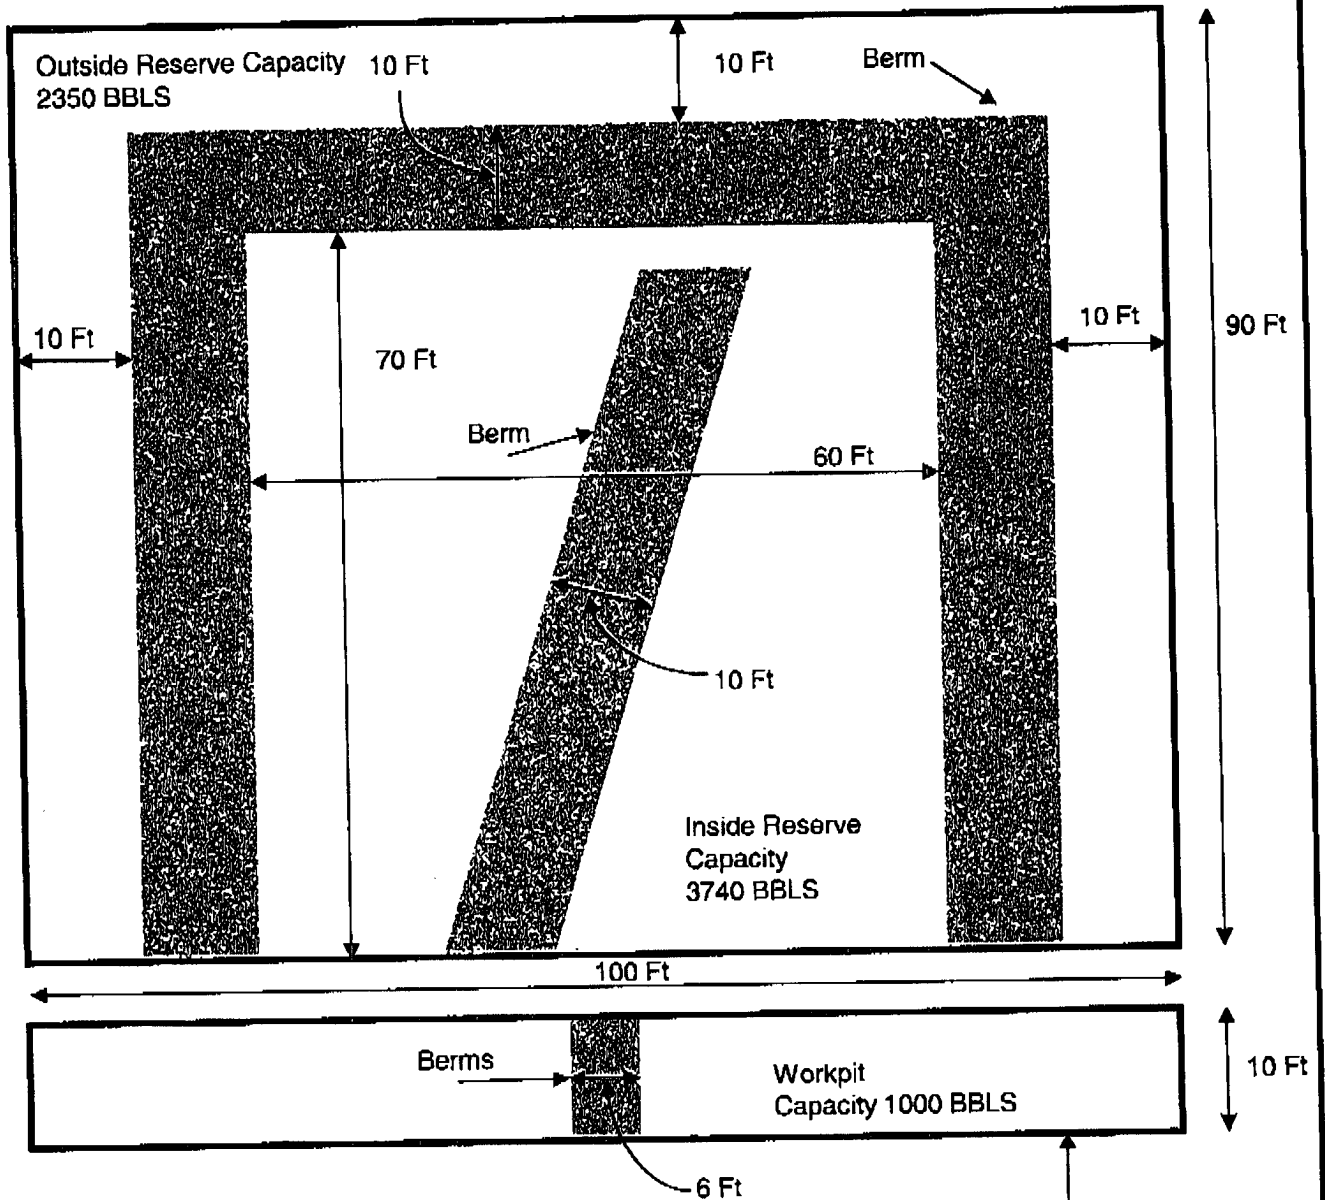 Outside Reserve Capacity
2350 BBLS
10 Ft
10 Ft
Berm
10 Ft
10 Ft
90 Ft
70 Ft
Berm
60 Ft
10 Ft
Inside Reserve
Capacity
3740 BBLS
100 Ft
Berms
Workpit
Capacity 1000 BBLS
10 Ft
6 Ft